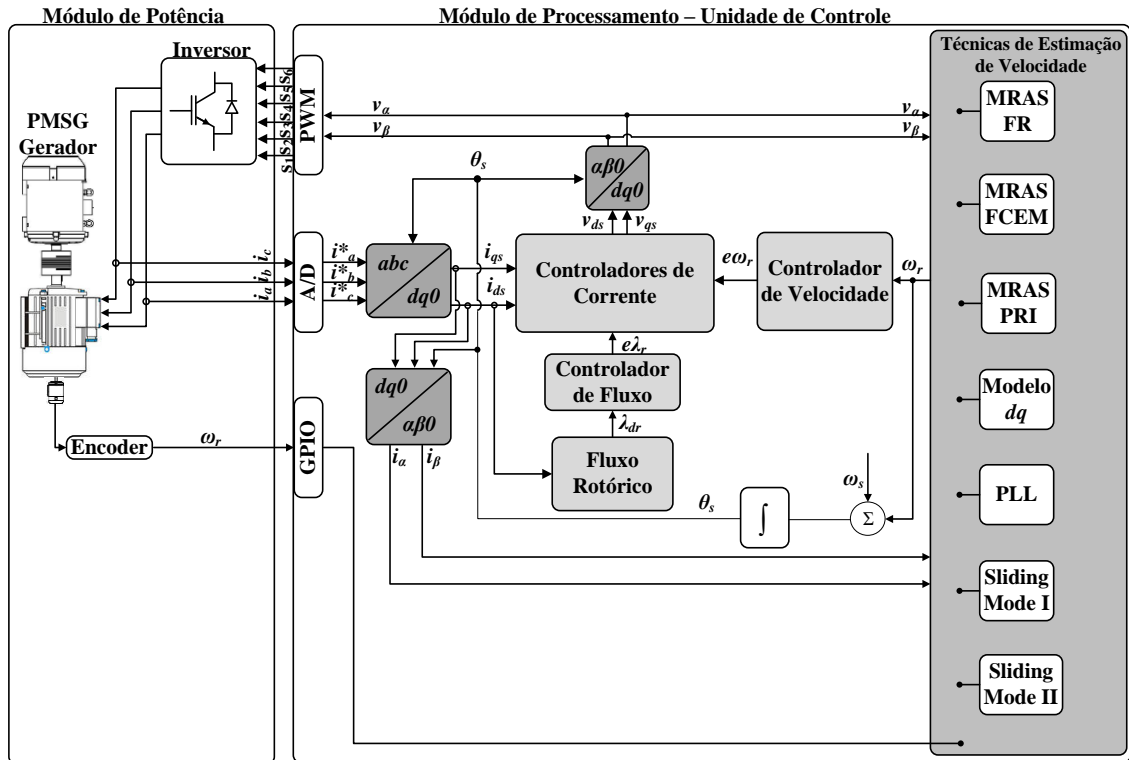 Módulo de Potência
Módulo de Processamento – Unidade de Controle
Inversor
PMSG
Gerador
s6
s5
s4
s3
s2
s1
PWM
vα
vβ
vα
vβ
Técnicas de Estimação
de Velocidade
MRAS
FR
MRAS
FCEM
MRAS
PRI
Modelo
dq
PLL
Sliding
Mode I
Sliding
Mode II
θs
αβ0
dq0
vds
vqs
ic
ib
ia
A/D
i*a
i*b
i*c
abc
dq0
iqs
ids
Controladores de
Corrente
eωr
Controlador
de Velocidade
ωr
eλr
Controlador
de Fluxo
λdr
Fluxo
Rotórico
dq0
αβ0
iα
iβ
Encoder
ωr
GPIO
θs
∫
ωs
Σ